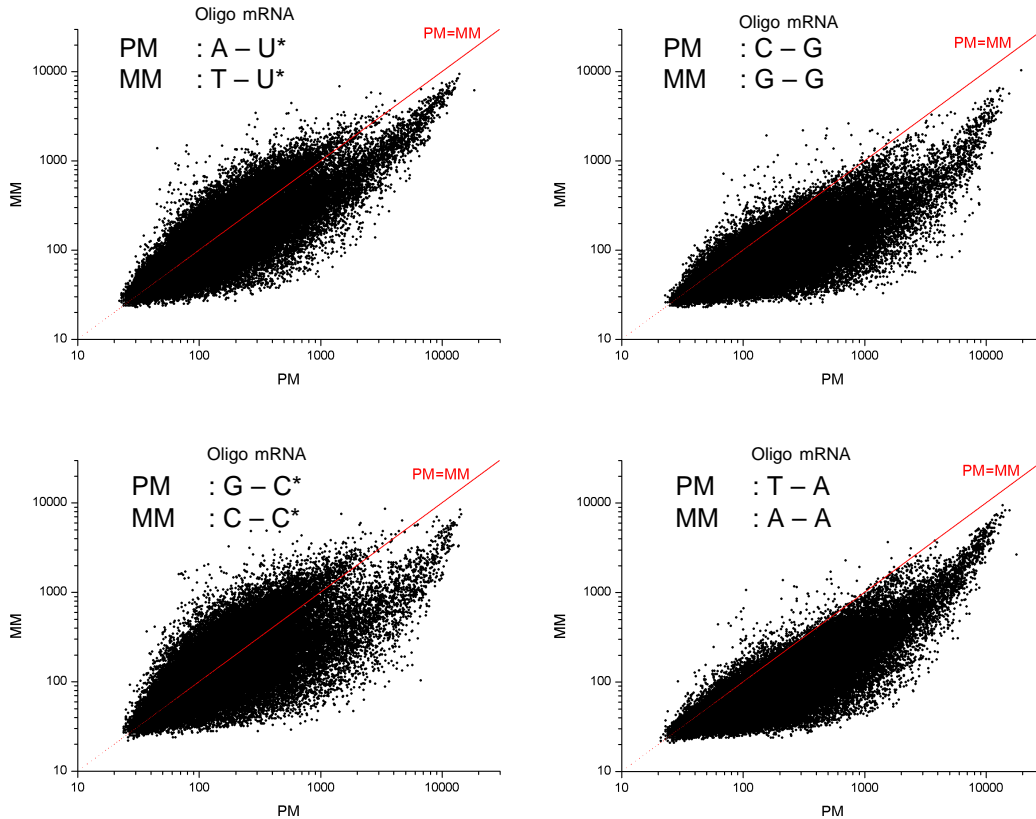 Oligo mRNA
PM : A – U*
MM : T – U*
PM=MM
10000
1000
100
10
MM
10 100 1000 10000
PM
Oligo mRNA
PM : C – G
MM : G – G
PM=MM
10000
1000
100
10
MM
10 100 1000 10000
PM
Oligo mRNA
PM : G – C*
MM : C – C*
PM=MM
10000
1000
100
10
MM
10 100 1000 10000
PM
Oligo mRNA
PM : T – A
MM : A – A
PM=MM
10000
1000
100
10
MM
10 100 1000 10000
PM